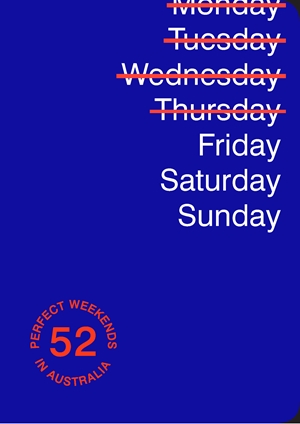 Monday
Tuesday
Wednesday
Thursday
Friday
Saturday
Sunday
PERFECT WEEKENDS
52
IN AUSTRALIA